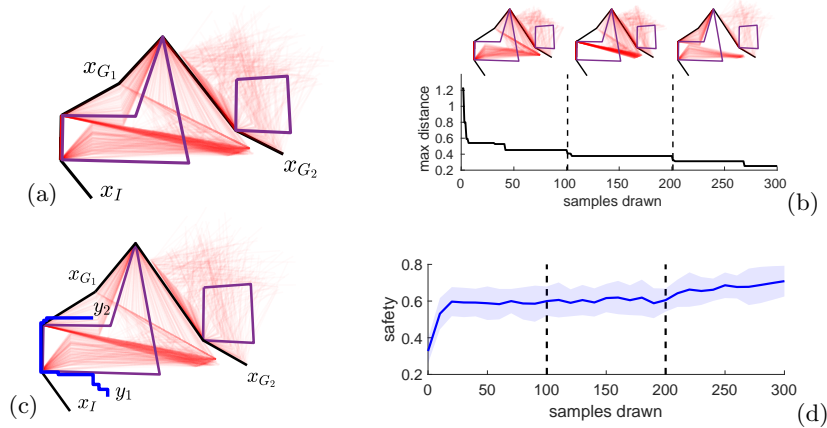 x_{G_1}
x_{G_2}
x_I
(a)
max distance
1.2
1
0.8
0.6
0.4
0.2
0 50 100 150 200 250 300
samples drawn
(b)
x_{G_1}
y_2
x_{G_2}
x_I
y_1
(c)
safety
0.8
0.6
0.4
0.2
0 50 100 150 200 250 300
samples drawn
(d)